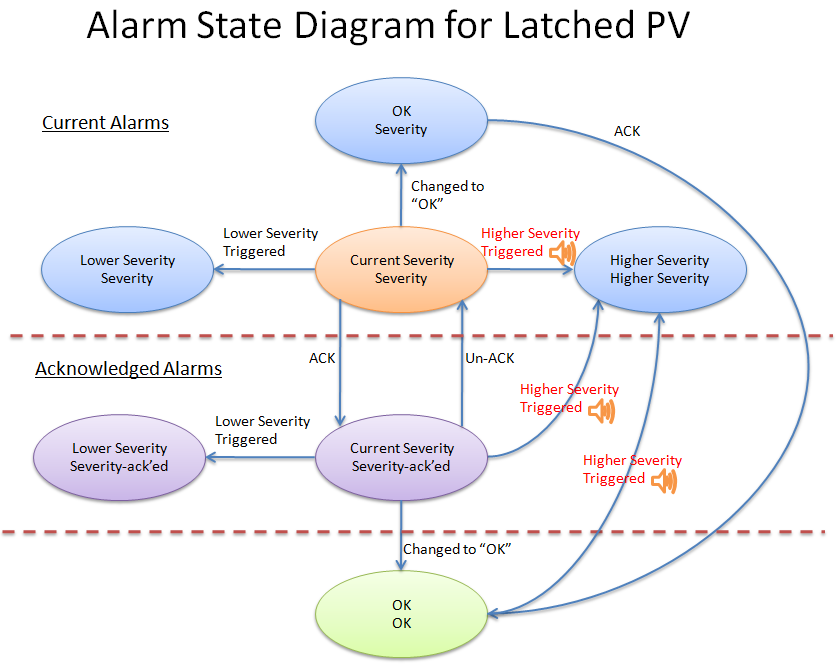 Alarm State Diagram for Latched PV
Current Alarms
OK
Severity
ACK
Changed to
“OK”
Lower Severity
Triggered
Higher Severity
Triggered
Lower Severity
Severity
Current Severity
Severity
Higher Severity
Higher Severity
ACK
Un-ACK
Acknowledged Alarms
Higher Severity
Triggered
Lower Severity
Triggered
Lower Severity
Severity-ack’ed
Current Severity
Severity-ack’ed
Higher Severity
Triggered
Changed to “OK”
OK
OK